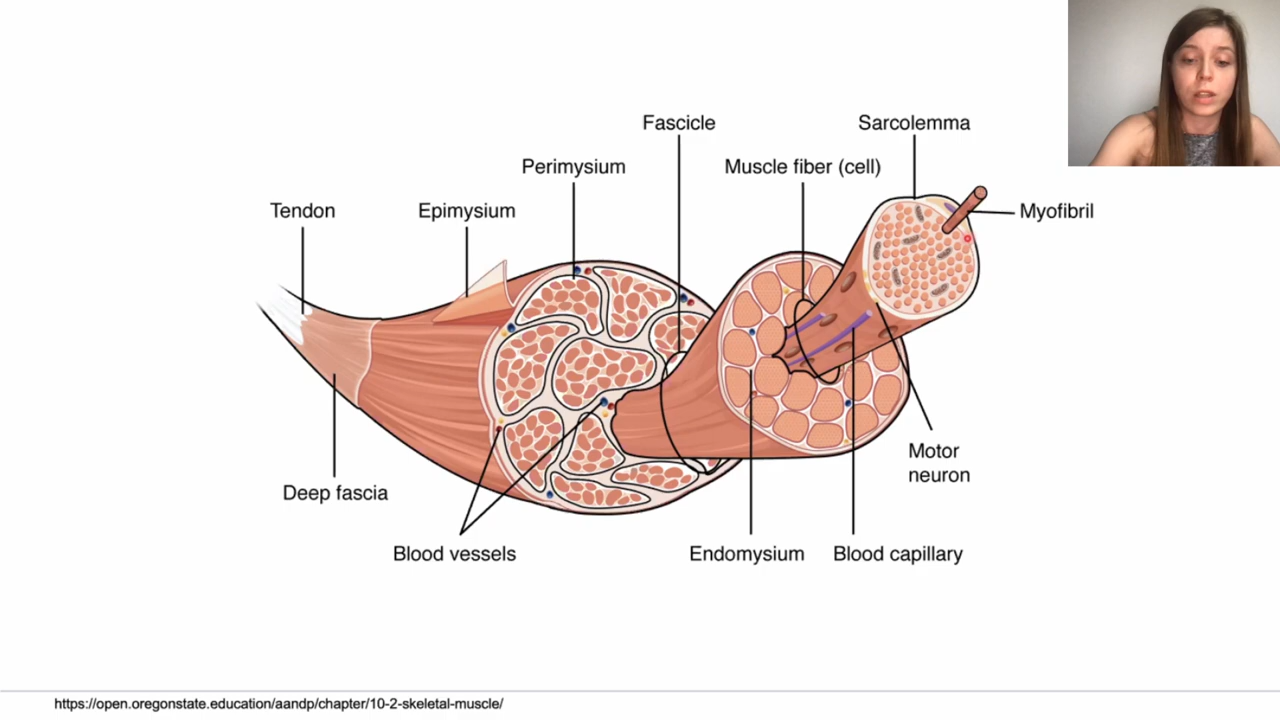 Fascicle
Sarcolemma
Perimysium
Muscle fiber (cell)
Tendon
Epimysium
Myofibril
Motor
neuron
Deep fascia
Blood vessels
Endomysium
Blood capillary
https://open.oregonstate.education/aandp/chapter/10-2-skeletal-muscle/